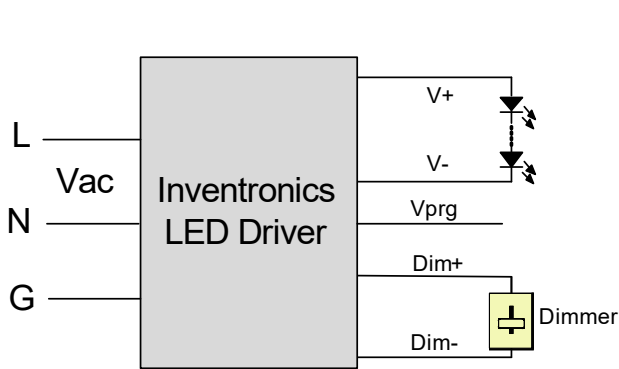 L
Vac
N
G
Inventronics
LED Driver
V+
V-
Vprg
Dim+
Dim-
Dimmer